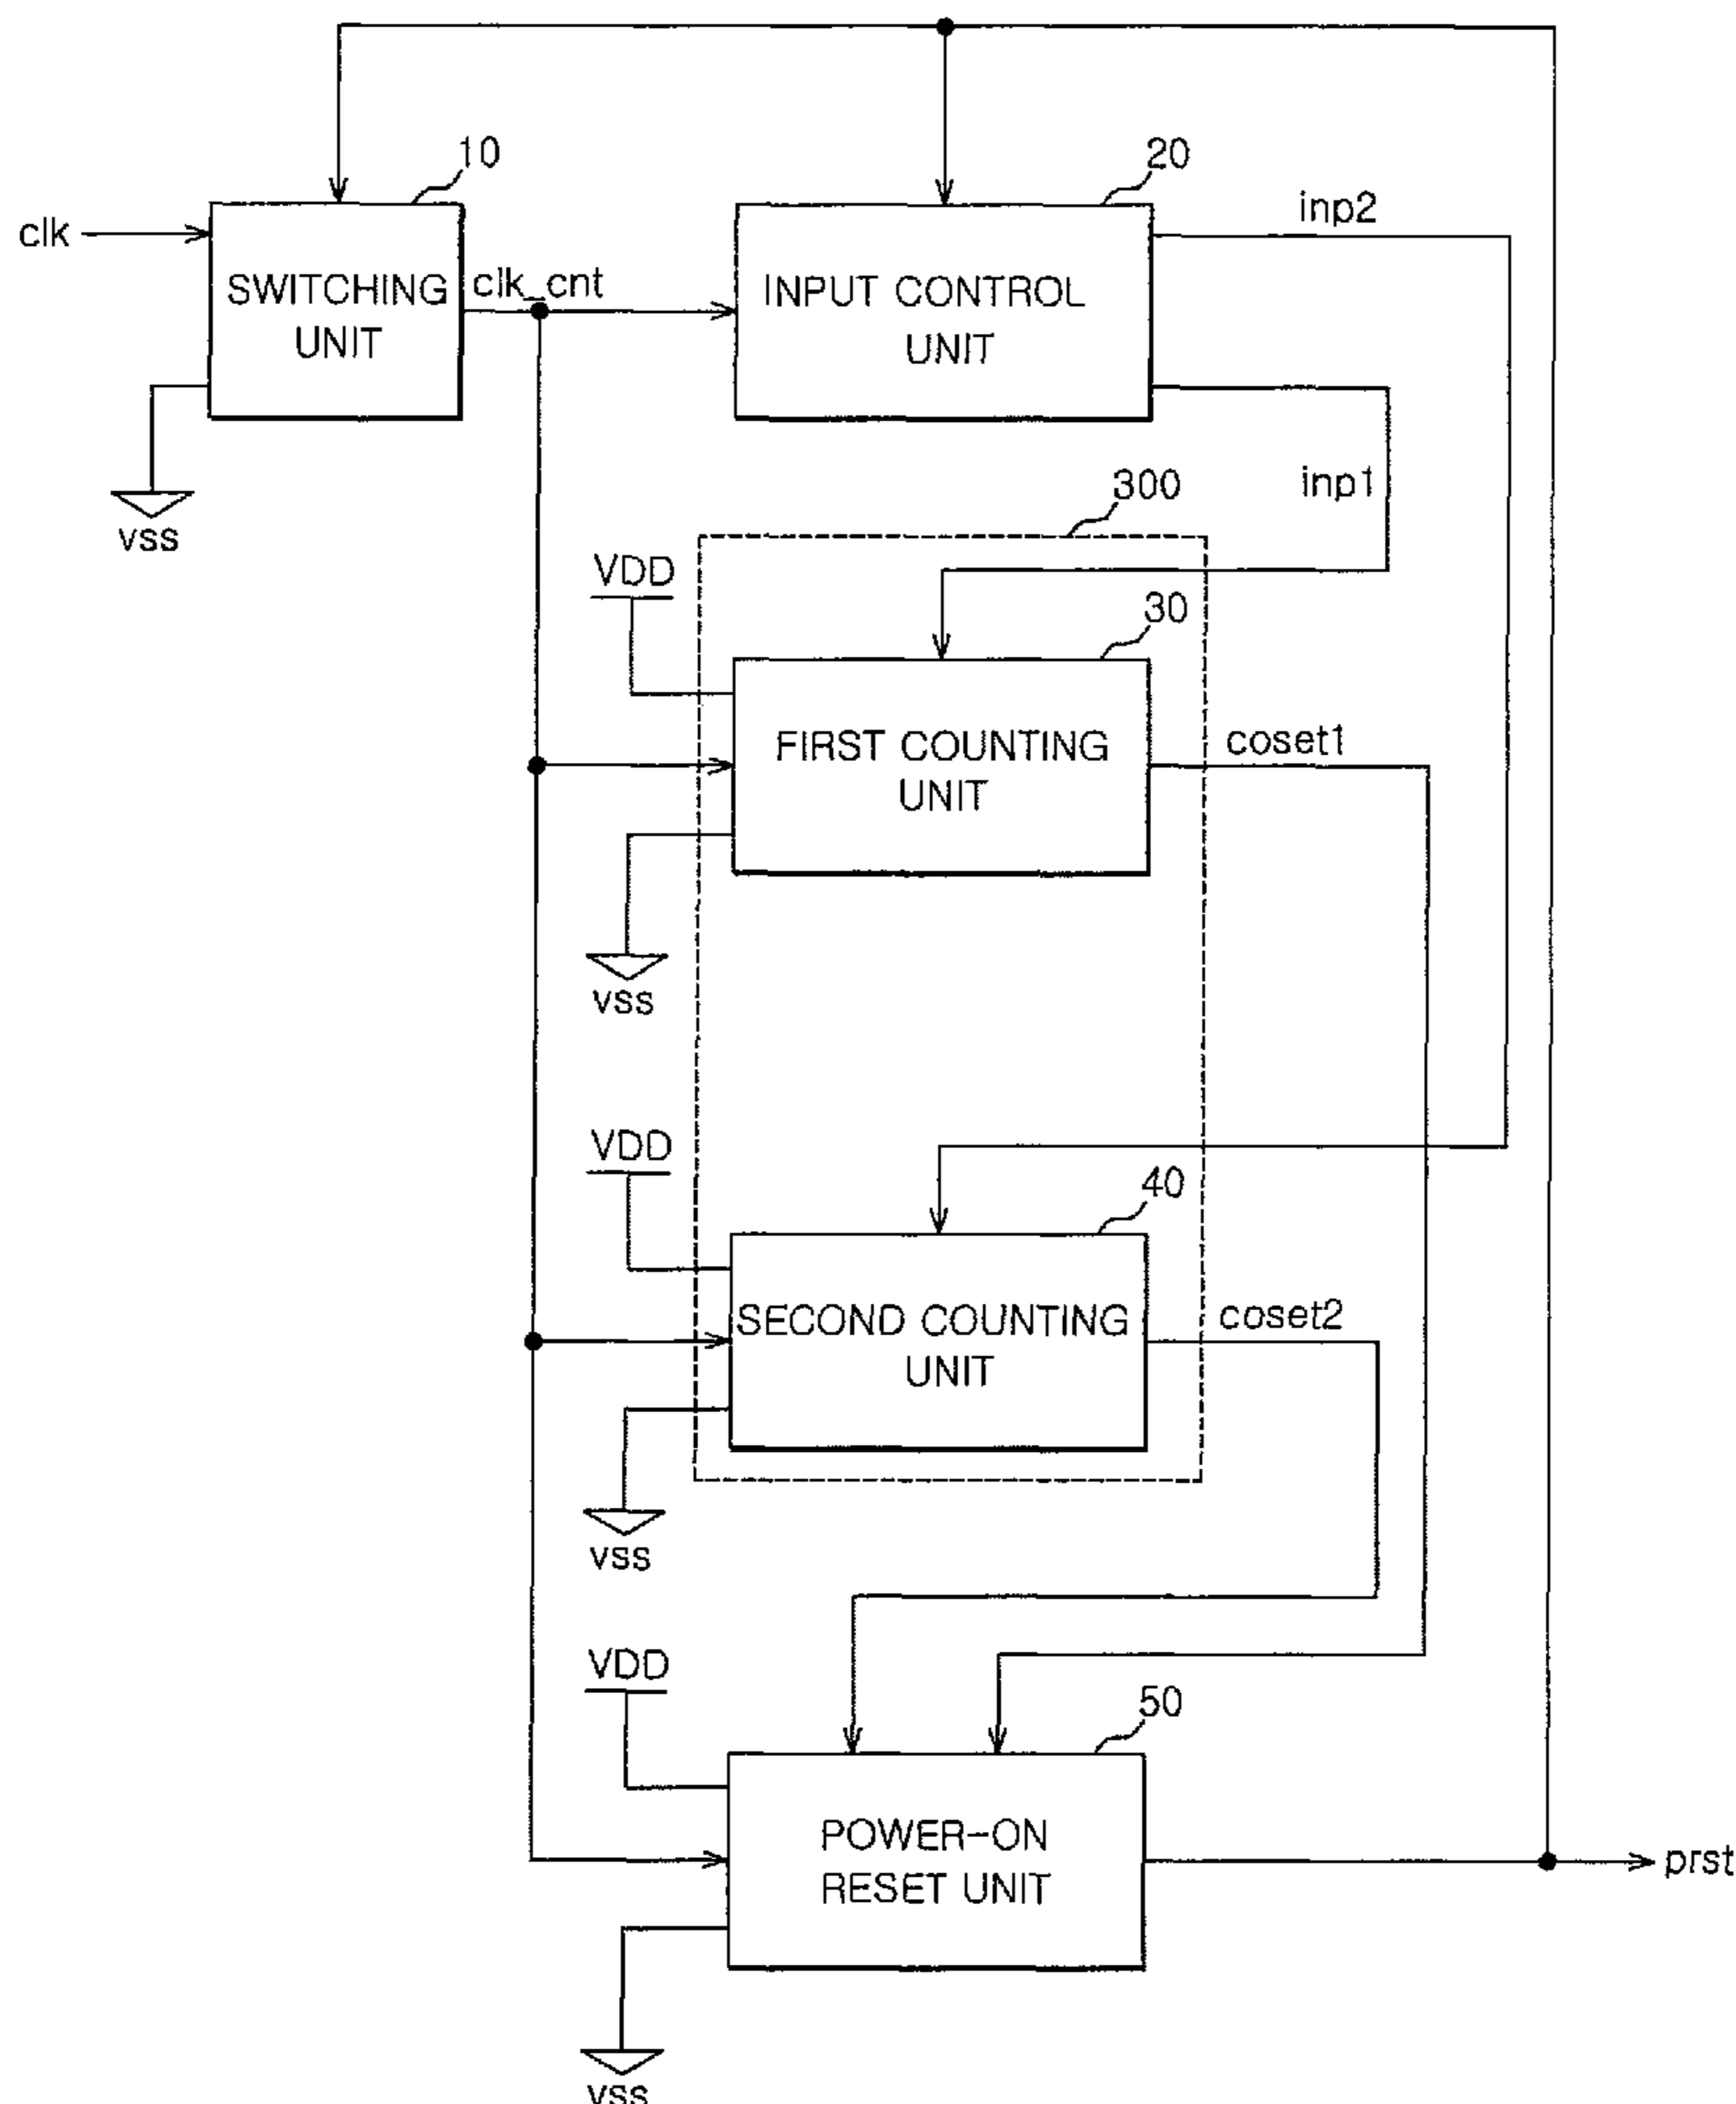 10
20
clk
inp2
SWITCHING
UNIT
clk_cnt
INPUT CONTROL
UNIT
vss
inp1
300
VDD
30
FIRST COUNTING
UNIT
coset1
vss
VDD
40
SECOND COUNTING
UNIT
coset2
vss
VDD
50
POWER-ON
RESET UNIT
prst
vss